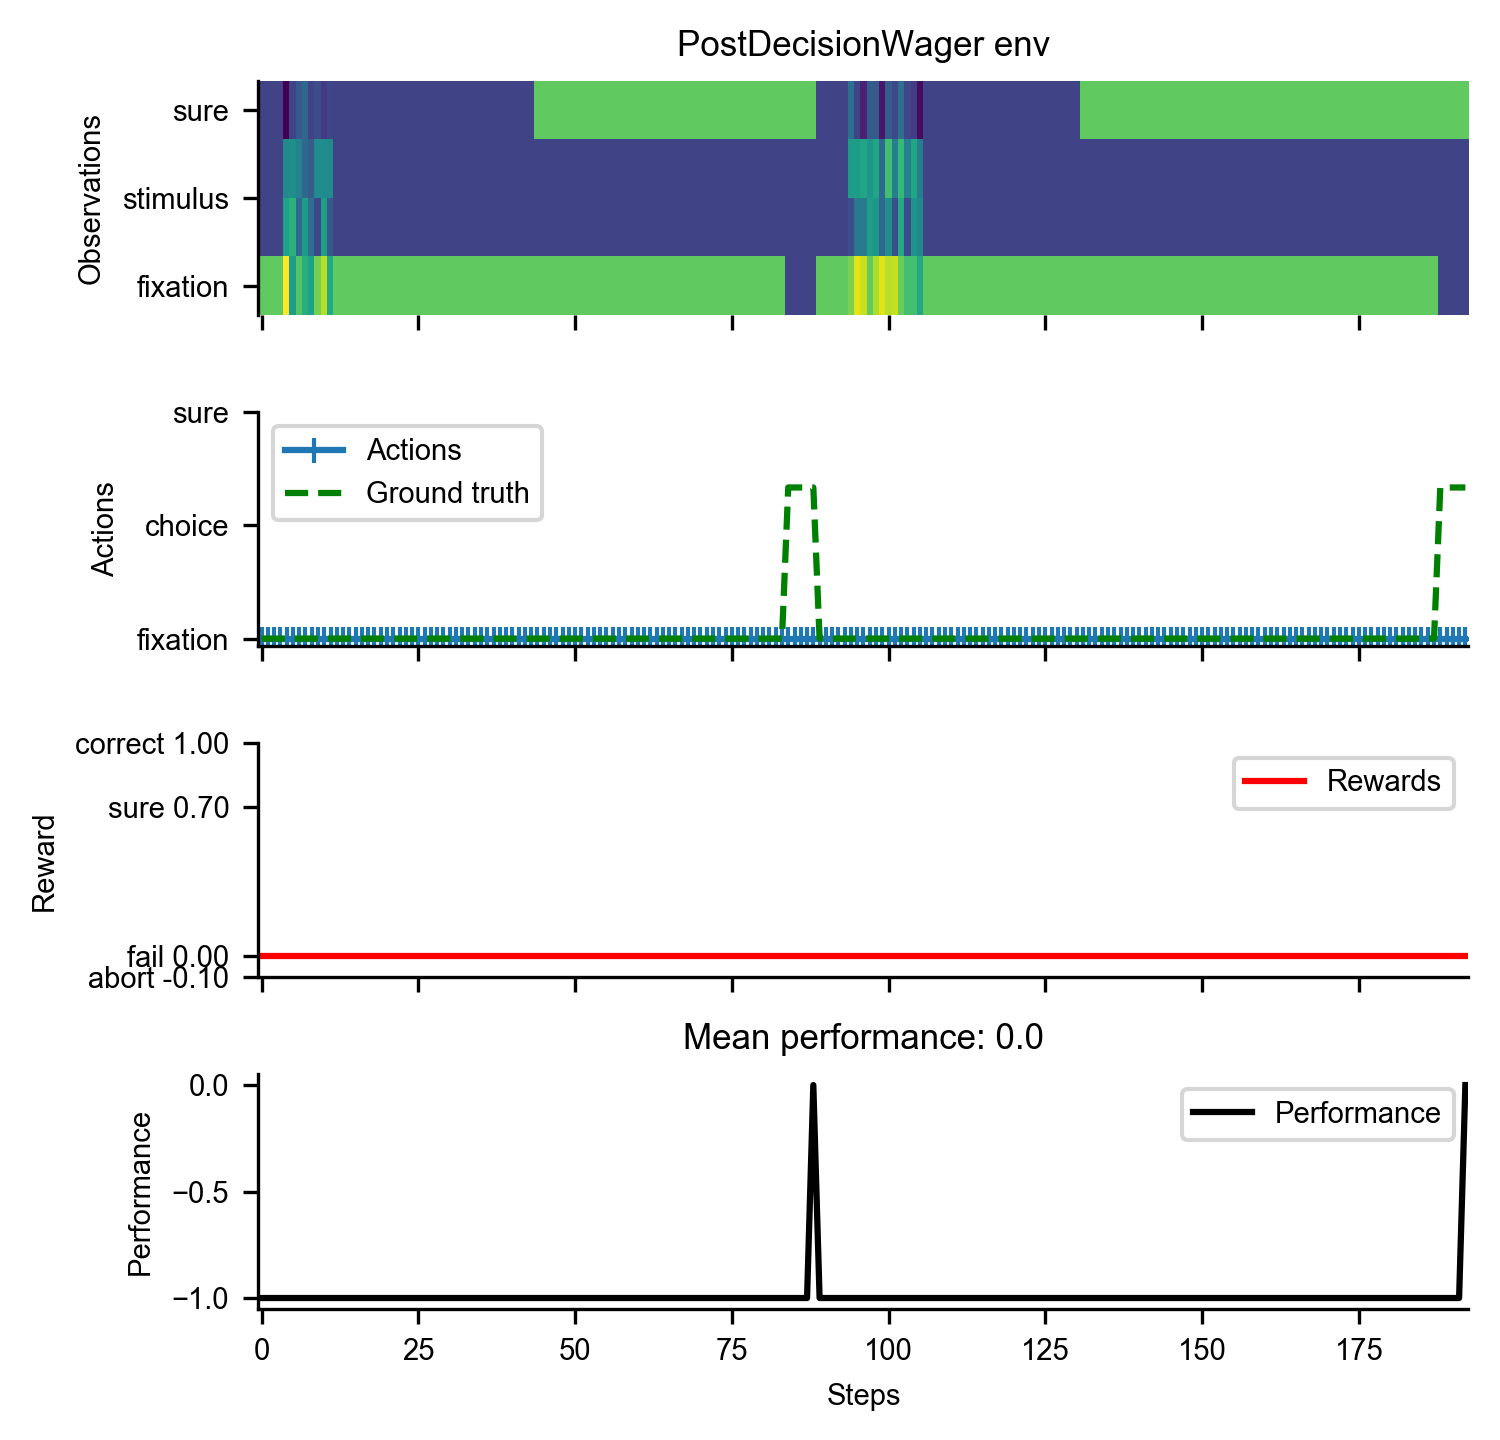 PostDecisionWager env
Observations
sure
stimulus
fixation
Actions
sure
choice
fixation
Actions
Ground truth
Reward
correct 1.00
sure 0.70
fail 0.00
abort -0.10
Rewards
Mean performance: 0.0
Performance
0.0
−0.5
−1.0
Performance
0 25 50 75 100 125 150 175
Steps